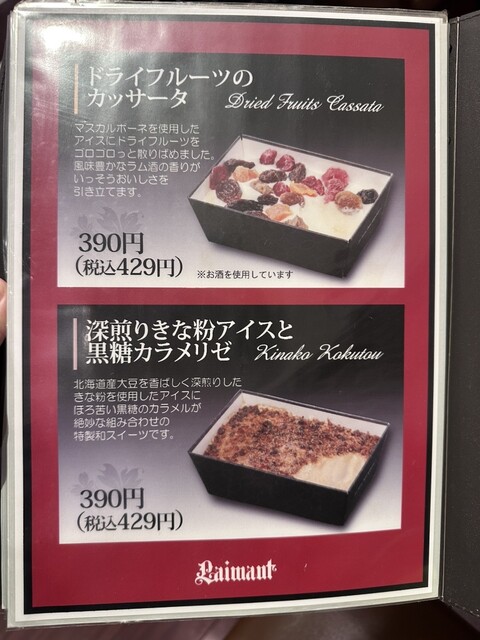 ドライフルーツの
カッサータ Dried Fruits Cassata
マスカルポーネを使用した
アイスにドライフルーツを
ゴロゴロっと散りばめました。
風味豊かなラム酒の香りが
いっそうおいしさを
引き立てます。
390円
(税込429円)
※お酒を使用しています
深煎りきな粉アイスと
黒糖カラメリゼ Kinako Kokutou
北海道産大豆を香ばしく深煎りした
きな粉を使用したアイスに
ほろ苦い黒糖のカラメルが
絶妙な組み合わせの
特製和スイーツです。
390円
(税込429円)
Laimant